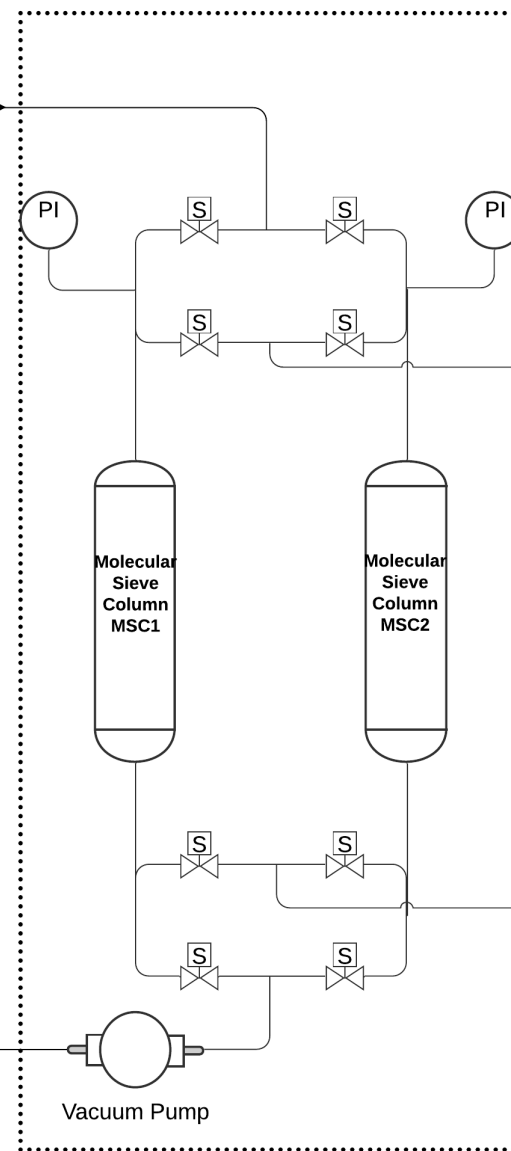 S S
PI PI
S S
Molecular
Sieve
Column
MSC1
Molecular
Sieve
Column
MSC2
S S
S S
Vacuum Pump